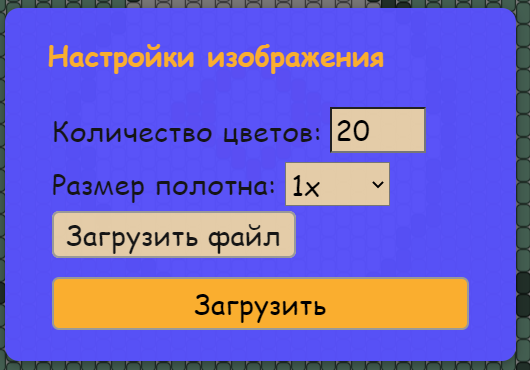 Настройки изображения
Количество цветов: 20
Размер полотна: 1x
Загрузить файл
Загрузить